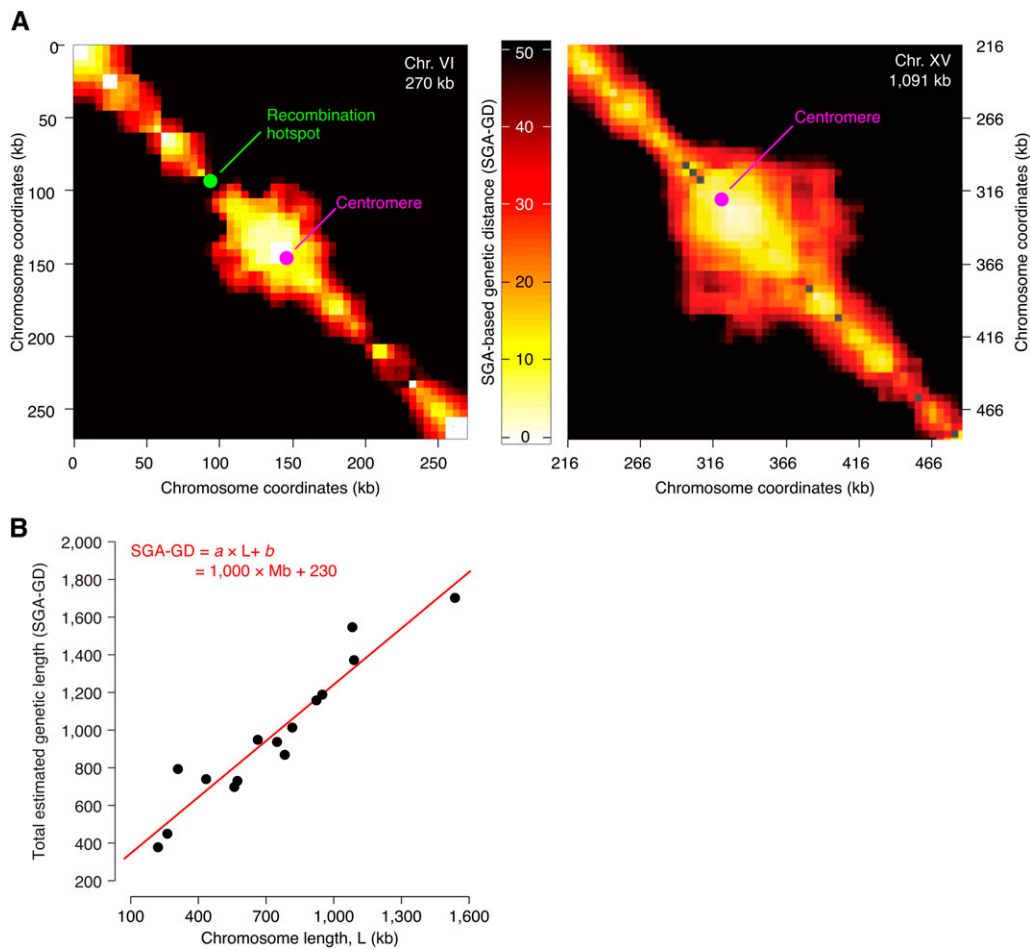 A
Chr. VI
270 kb
Recombination
hotspot
Centromere
0
50
100
150
200
250
Chromosome coordinates (kb)
0 50 100 150 200 250
Chromosome coordinates (kb)
50
40
30
20
10
0
SGA-based genetic distance (SGA-GD)
Chr. XV
1,091 kb
Centromere
216
266
316
366
416
466
Chromosome coordinates (kb)
216 266 316 366 416 466
Chromosome coordinates (kb)
B
SGA-GD = a × L+ b
= 1,000 × Mb + 230
2,000
1,800
1,600
1,400
1,200
1,000
800
600
400
200
Total estimated genetic length (SGA-GD)
100 400 700 1,000 1,300 1,600
Chromosome length, L (kb)